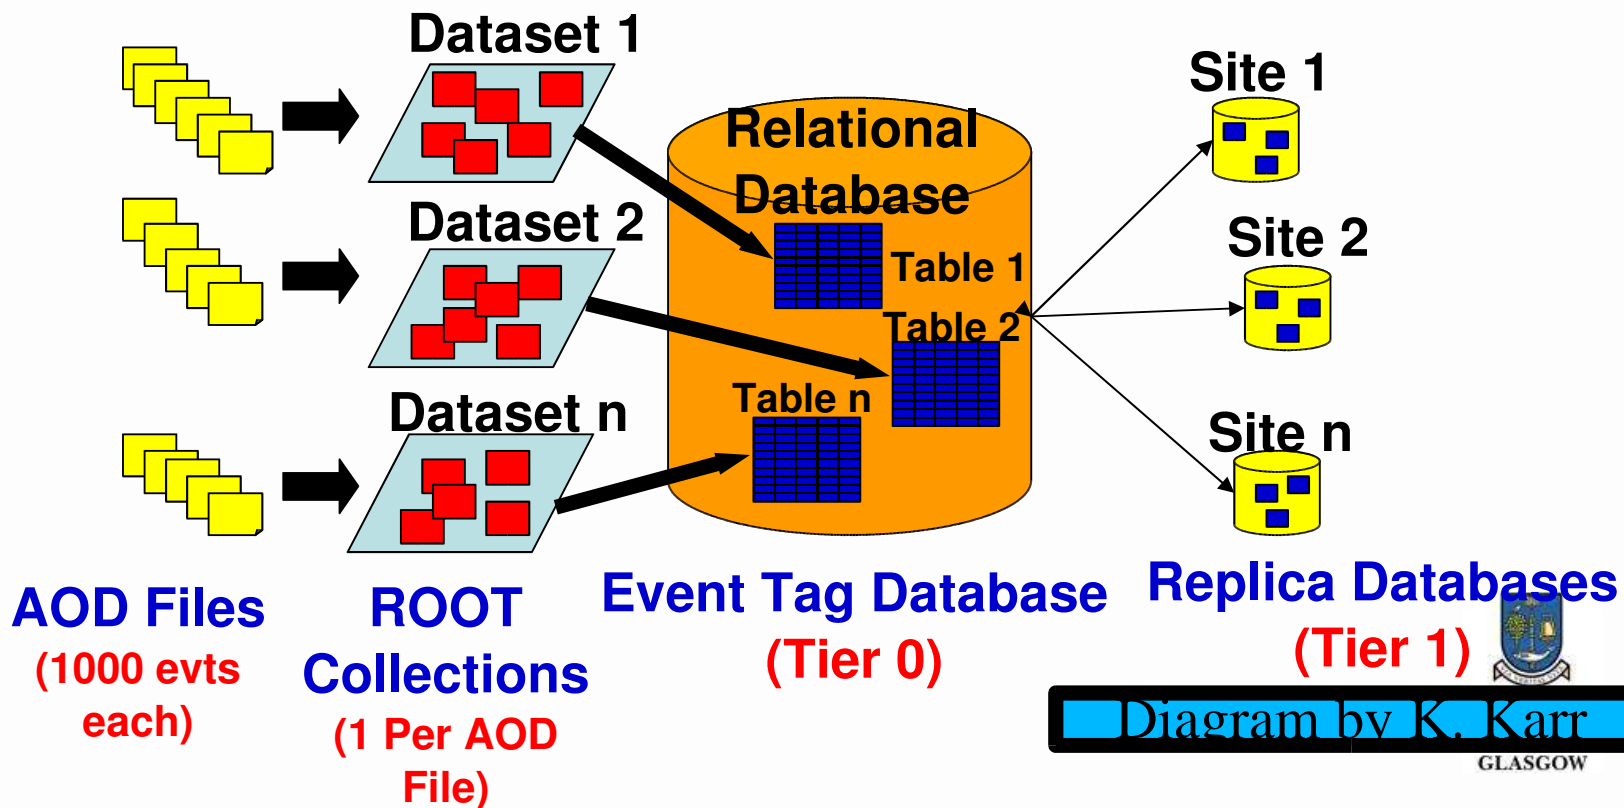 Dataset 1
Dataset 2
Dataset n
Relational
Database
Table 1
Table 2
Table n
Site 1
Site 2
Site n
AOD Files
(1000 evts
each)
ROOT
Collections
(1 Per AOD
File)
Event Tag Database
(Tier 0)
Replica Databases
(Tier 1)
Diagram by K. Karr
GLASGOW